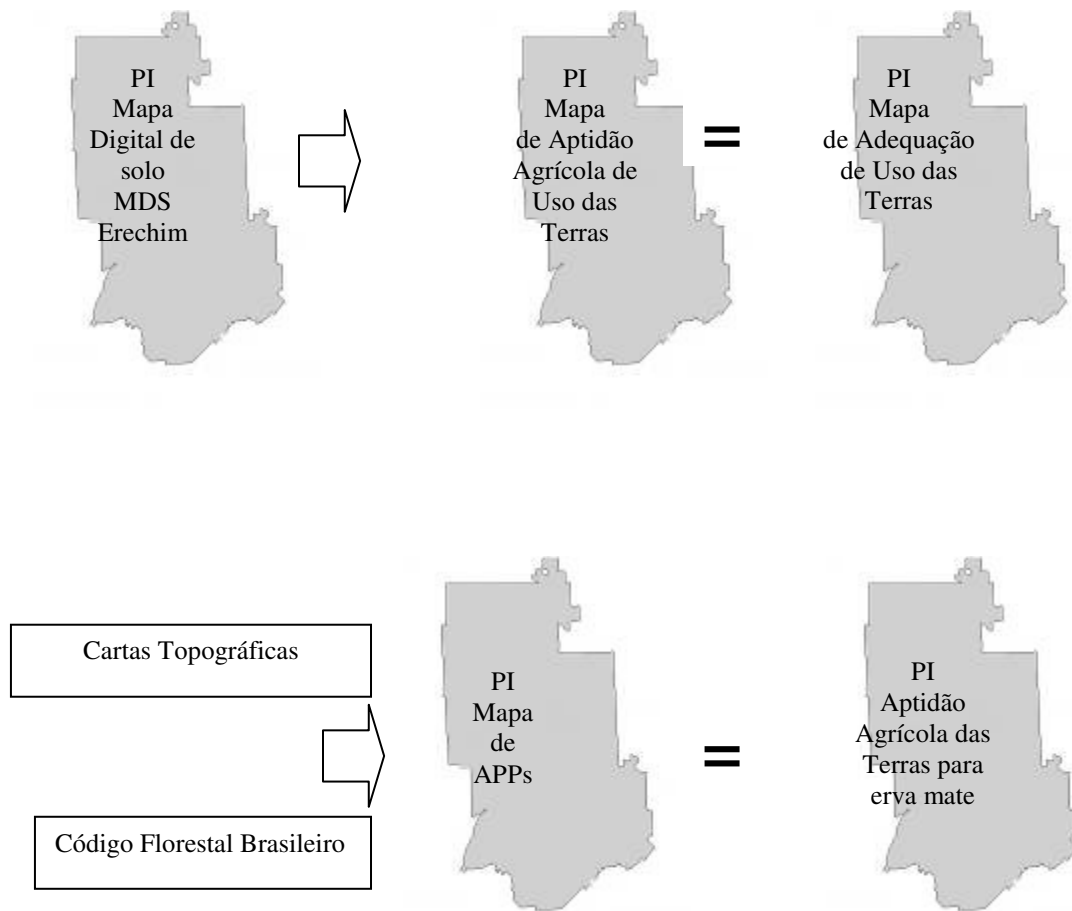 PI
Mapa
Digital de
solo
MDS
Erechim
PI
Mapa
de Aptidão
Agrícola de
Uso das
Terras
=
PI
Mapa
de Adequação
de Uso das
Terras
Cartas Topográficas
Código Florestal Brasileiro
PI
Mapa
de
APPs
=
PI
Aptidão
Agrícola das
Terras para
erva mate